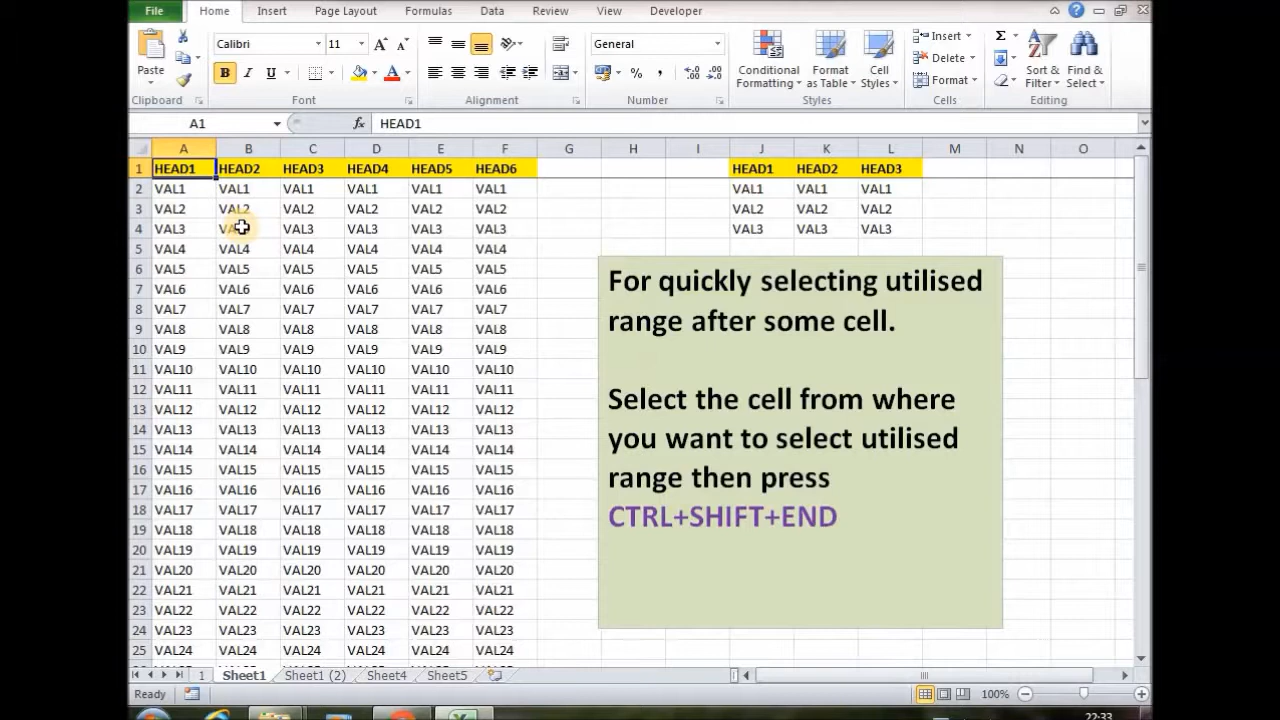 File Home Insert Page Layout Formulas Data Review View Developer
Paste
Clipboard
Calibri 11
B I U
Font
Alignment
General
% ,
Number
Conditional Formatting
Format as Table
Cell Styles
Styles
Insert
Delete
Format
Cells
Sort & Filter
Find & Select
Editing
A1 fx HEAD1
A B C D E F G H I J K L M N O
1 HEAD1 HEAD2 HEAD3 HEAD4 HEAD5 HEAD6 HEAD1 HEAD2 HEAD3
2 VAL1 VAL1 VAL1 VAL1 VAL1 VAL1 VAL1 VAL1 VAL1
3 VAL2 VAL2 VAL2 VAL2 VAL2 VAL2 VAL2 VAL2 VAL2
4 VAL3 VAL3 VAL3 VAL3 VAL3 VAL3 VAL3 VAL3
5 VAL4 VAL4 VAL4 VAL4 VAL4 VAL4
6 VAL5 VAL5 VAL5 VAL5 VAL5 VAL5
7 VAL6 VAL6 VAL6 VAL6 VAL6 VAL6
8 VAL7 VAL7 VAL7 VAL7 VAL7 VAL7
9 VAL8 VAL8 VAL8 VAL8 VAL8 VAL8
10 VAL9 VAL9 VAL9 VAL9 VAL9 VAL9
11 VAL10 VAL10 VAL10 VAL10 VAL10 VAL10
12 VAL11 VAL11 VAL11 VAL11 VAL11 VAL11
13 VAL12 VAL12 VAL12 VAL12 VAL12 VAL12
14 VAL13 VAL13 VAL13 VAL13 VAL13 VAL13
15 VAL14 VAL14 VAL14 VAL14 VAL14 VAL14
16 VAL15 VAL15 VAL15 VAL15 VAL15 VAL15
17 VAL16 VAL16 VAL16 VAL16 VAL16 VAL16
18 VAL17 VAL17 VAL17 VAL17 VAL17 VAL17
19 VAL18 VAL18 VAL18 VAL18 VAL18 VAL18
20 VAL19 VAL19 VAL19 VAL19 VAL19 VAL19
21 VAL20 VAL20 VAL20 VAL20 VAL20 VAL20
22 VAL21 VAL21 VAL21 VAL21 VAL21 VAL21
23 VAL22 VAL22 VAL22 VAL22 VAL22 VAL22
24 VAL23 VAL23 VAL23 VAL23 VAL23 VAL23
25 VAL24 VAL24 VAL24 VAL24 VAL24 VAL24
For quickly selecting utilised
range after some cell.
Select the cell from where
you want to select utilised
range then press
CTRL+SHIFT+END
1 Sheet1 Sheet1 (2) Sheet4 Sheet5
Ready 100%
22:33